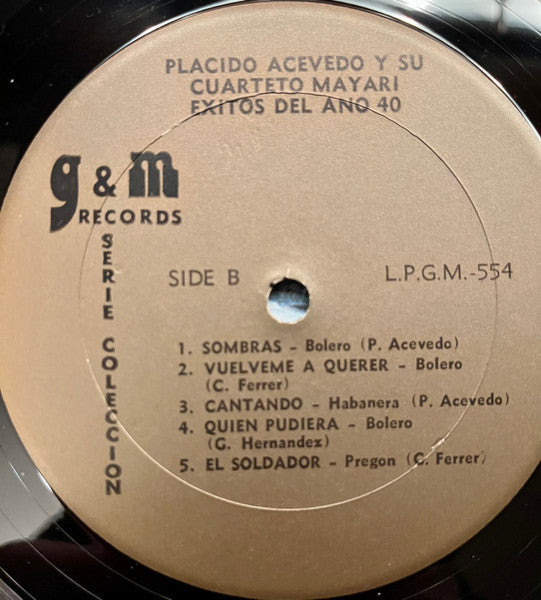 PLACIDO ACEVEDO Y SU
CUARTETO MAYARI
EXITOS DEL ANO 40
g & m
RECORDS
SERIE COLECCION
SIDE B
L.P.G.M.-554
1. SOMBRAS - Bolero (P. Acevedo)
2. VUELVEME A QUERER - Bolero
(C. Ferrer)
3. CANTANDO - Habanera (P. Acevedo)
4. QUIEN PUDIERA - Bolero
(G. Hernandez)
5. EL SOLDADOR - Pregon (C. Ferrer)